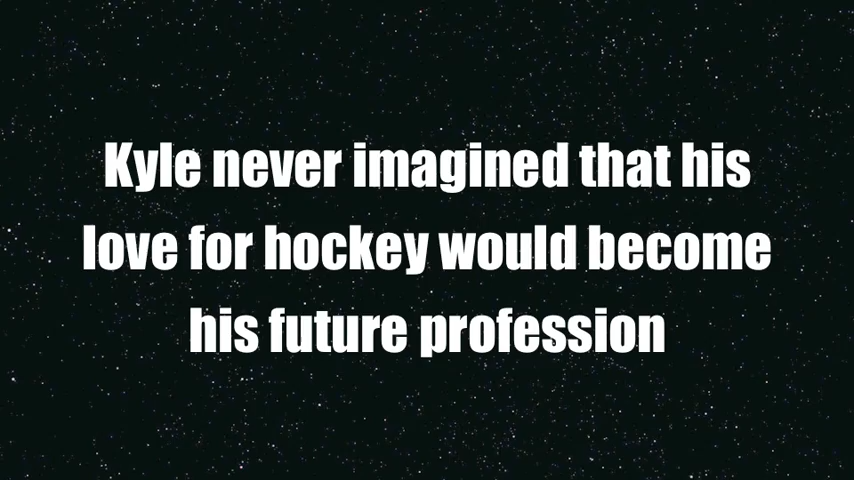 Kyle never imagined that his
love for hockey would become
his future profession